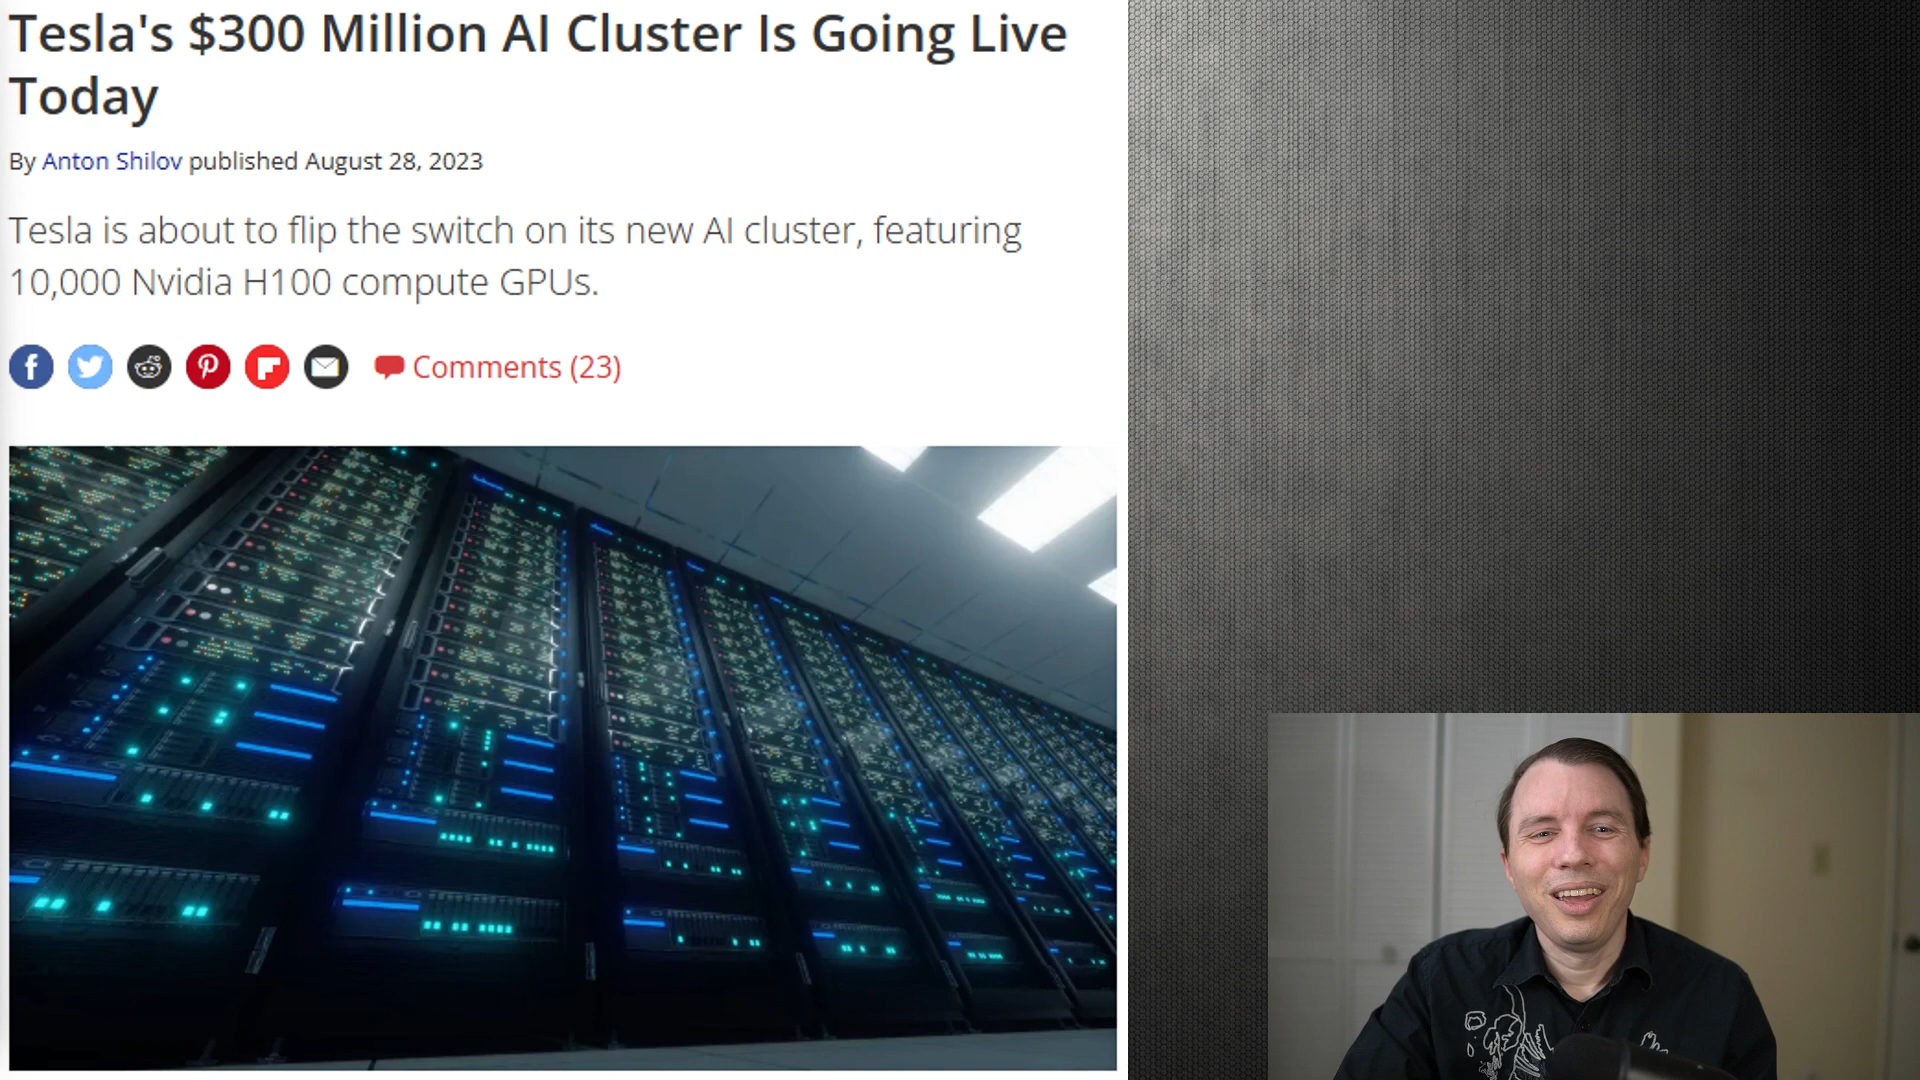 Tesla's $300 Million AI Cluster Is Going Live
Today
By Anton Shilov published August 28, 2023
Tesla is about to flip the switch on its new AI cluster, featuring
10,000 Nvidia H100 compute GPUs.
Comments (23)